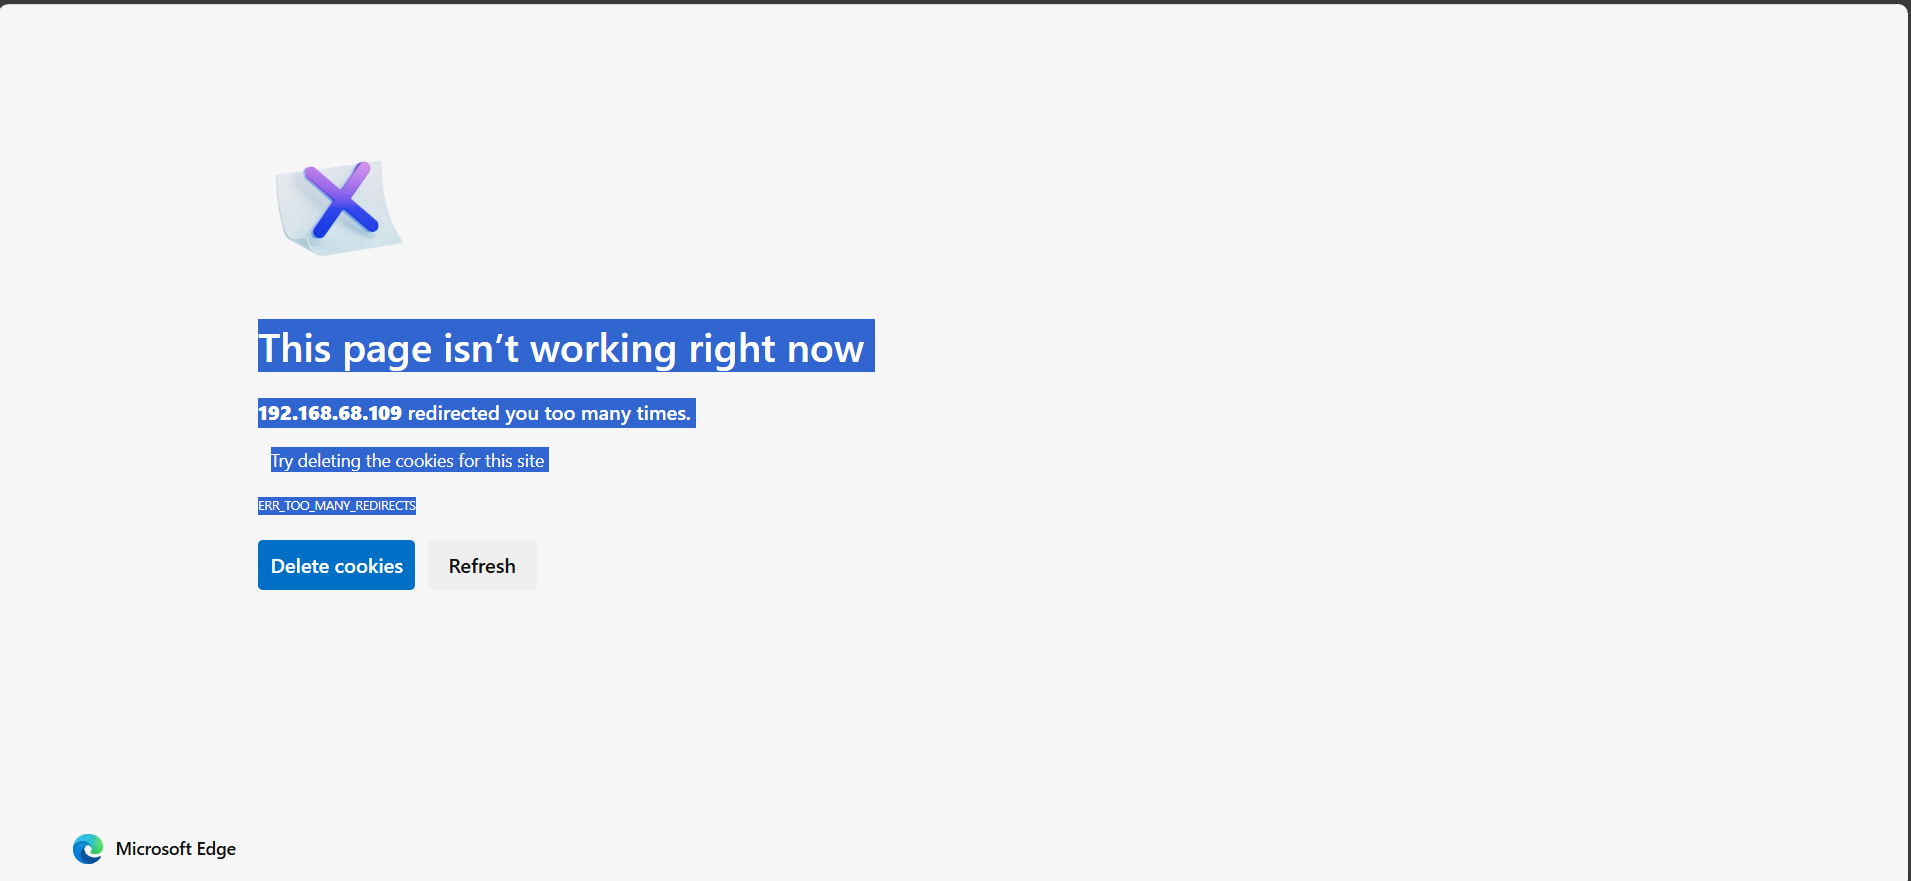 This page isn’t working right now
192.168.68.109 redirected you too many times.
Try deleting the cookies for this site
ERR_TOO_MANY_REDIRECTS
Delete cookies Refresh
Microsoft Edge